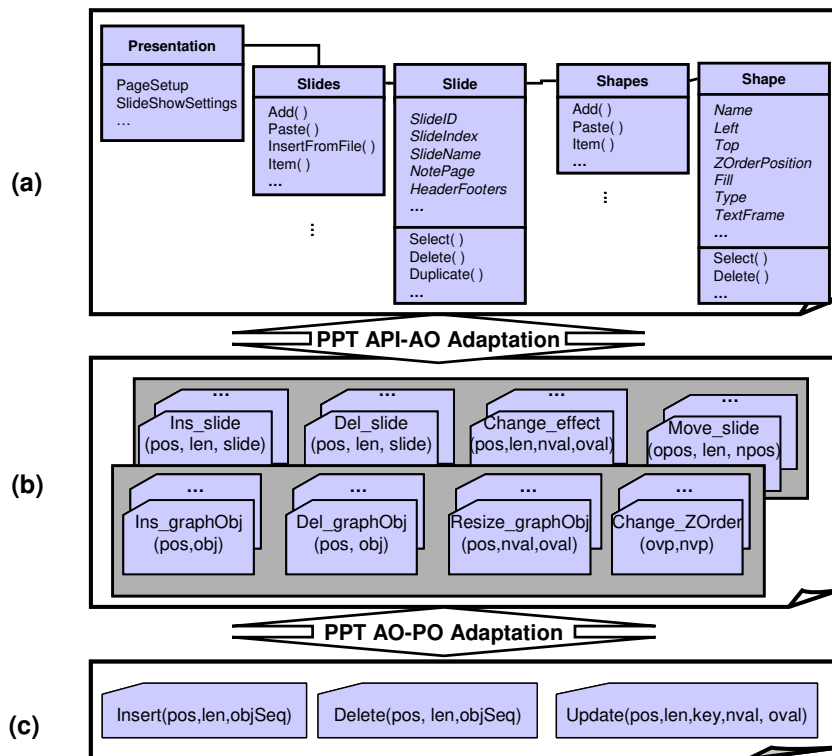 (a)
Presentation
PageSetup
SlideShowSettings
...
Slides
Add( )
Paste( )
InsertFromFile( )
Item( )
...
...
Slide
SlideID
SlideIndex
SlideName
NotePage
HeaderFooters
...
Select( )
Delete( )
Duplicate( )
...
Shapes
Add( )
Paste( )
Item( )
...
...
Shape
Name
Left
Top
ZOrderPosition
Fill
Type
TextFrame
...
Select( )
Delete( )
...
PPT API-AO Adaptation
(b)
...
Ins_slide
(pos, len, slide)
...
Del_slide
(pos, len, slide)
...
Change_effect
(pos,len,nval,oval)
...
Move_slide
(opos, len, npos)
...
Ins_graphObj
(pos,obj)
...
Del_graphObj
(pos, obj)
...
Resize_graphObj
(pos,nval,oval)
...
Change_ZOrder
(ovp,nvp)
PPT AO-PO Adaptation
(c)
Insert(pos,len,objSeq)
Delete(pos, len,objSeq)
Update(pos,len,key,nval, oval)